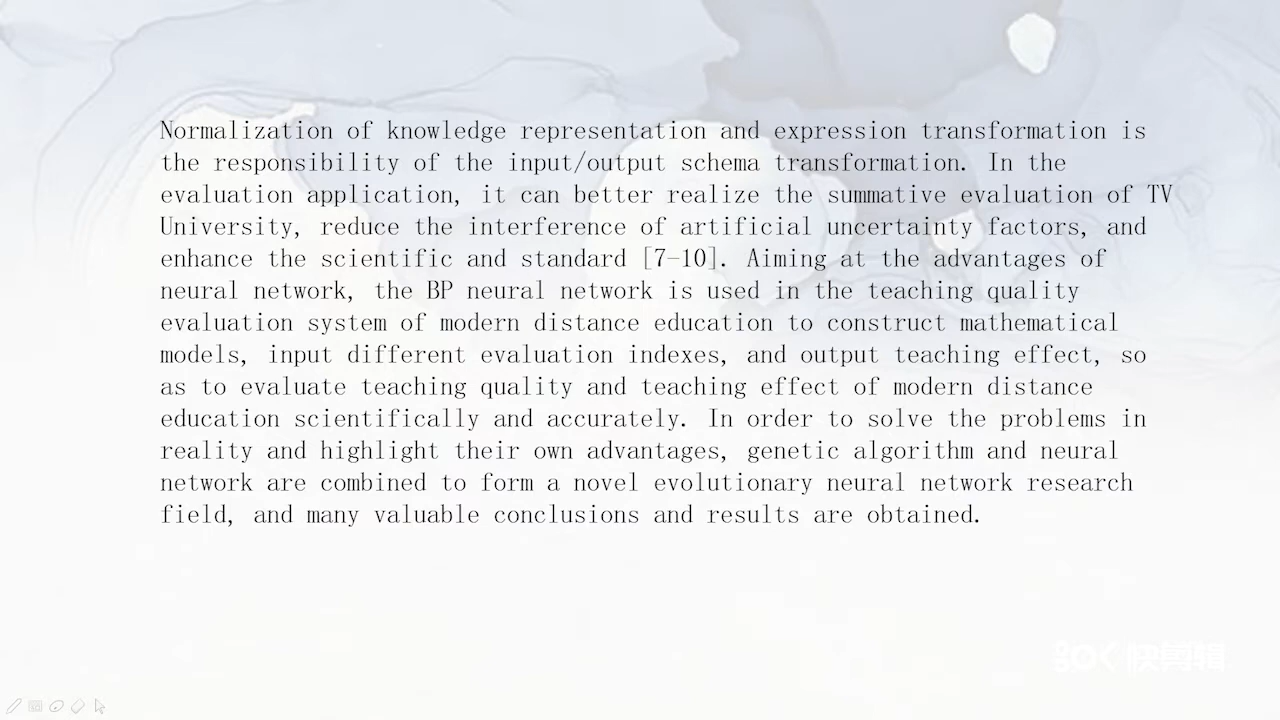 Normalization of knowledge representation and expression transformation is
the responsibility of the input/output schema transformation. In the
evaluation application, it can better realize the summative evaluation of TV
University, reduce the interference of artificial uncertainty factors, and
enhance the scientific and standard [7-10]. Aiming at the advantages of
neural network, the BP neural network is used in the teaching quality
evaluation system of modern distance education to construct mathematical
models, input different evaluation indexes, and output teaching effect, so
as to evaluate teaching quality and teaching effect of modern distance
education scientifically and accurately. In order to solve the problems in
reality and highlight their own advantages, genetic algorithm and neural
network are combined to form a novel evolutionary neural network research
field, and many valuable conclusions and results are obtained.
快剪辑